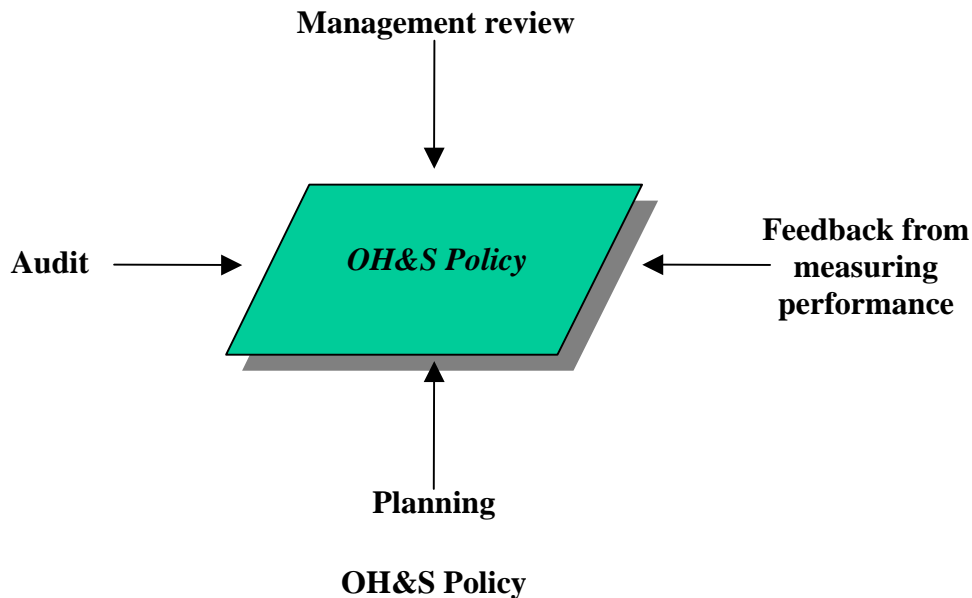 Management review
Audit
OH&S Policy
Feedback from
measuring
performance
Planning
OH&S Policy